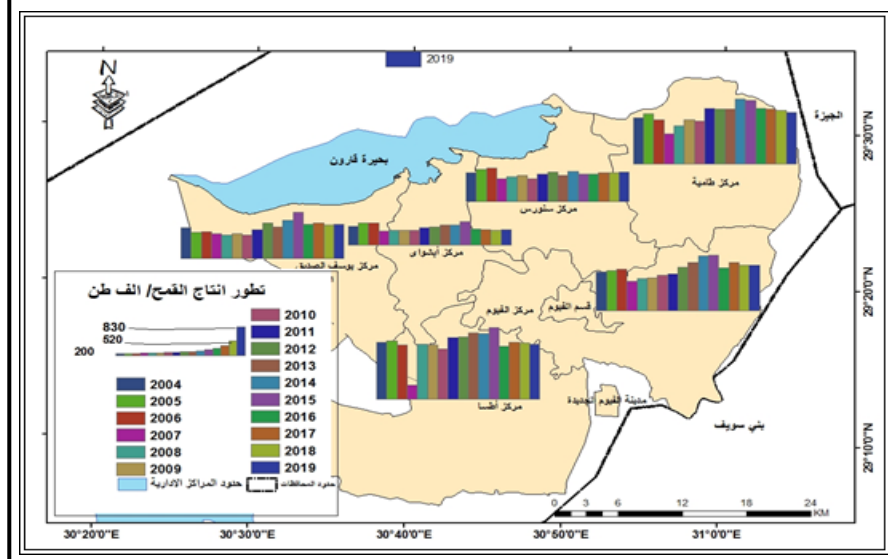 2019
N
الجيزة
بحيرة قارون
مركز طامية
مركز سنورس
مركز أبشواى
مركز يوسف الصديق
قسم الفيوم
مركز الفيوم
مركز أطسا
مدينة الفيوم الجديدة
بني سويف
تطور انتاج القمح/ الف طن
830
520
200
2004
2005
2006
2007
2008
2009
2010
2011
2012
2013
2014
2015
2016
2017
2018
2019
حدود المراكز الادارية
حدود المحافظات
0 3 6 12 18 24
KM
29°30'0"N
29°20'0"N
29°10'0"N
30°20'0"E
30°30'0"E
30°40'0"E
30°50'0"E
31°0'0"E